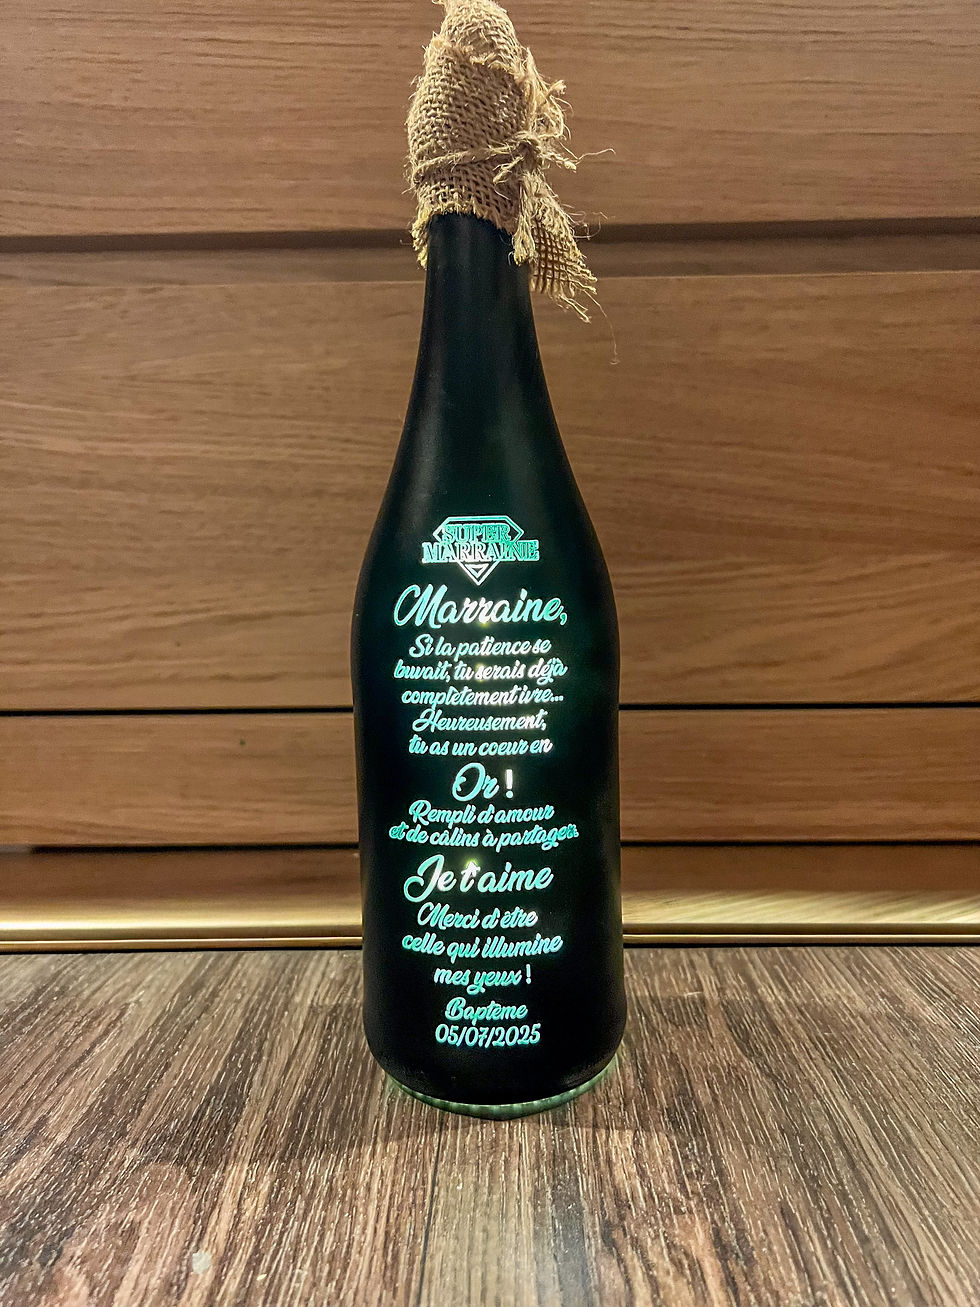 SUPER
MARRAINE
Marraine,
Si la patience se
buvait, tu serais déjà
complètement ivre...
Heureusement,
tu as un coeur en
Or !
Rempli d'amour
et de câlins à partager.
Je t'aime
Merci d'être
celle qui illumine
mes yeux !
Baptême
05/07/2025